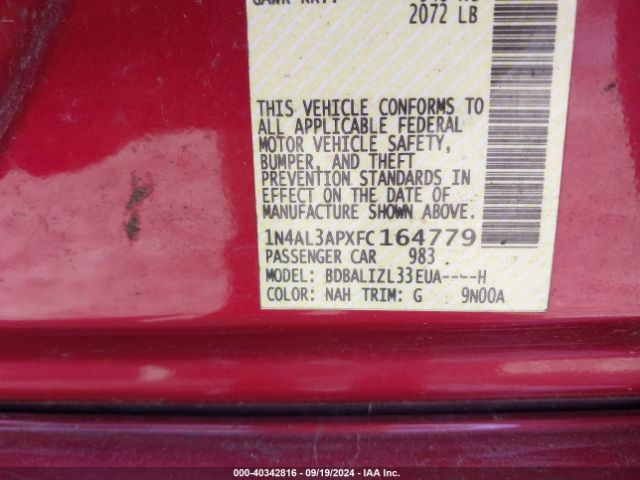 2072 LB
THIS VEHICLE CONFORMS TO
ALL APPLICABLE FEDERAL
MOTOR VEHICLE SAFETY,
BUMPER, AND THEFT
PREVENTION STANDARDS IN
EFFECT ON THE DATE OF
MANUFACTURE SHOWN ABOVE.
1N4AL3APXFC164779
PASSENGER CAR 983
MODEL: BDBALIZL33EUA----H
COLOR: NAH TRIM: G 9N00A
000-40342816 - 09/19/2024 - IAA Inc.